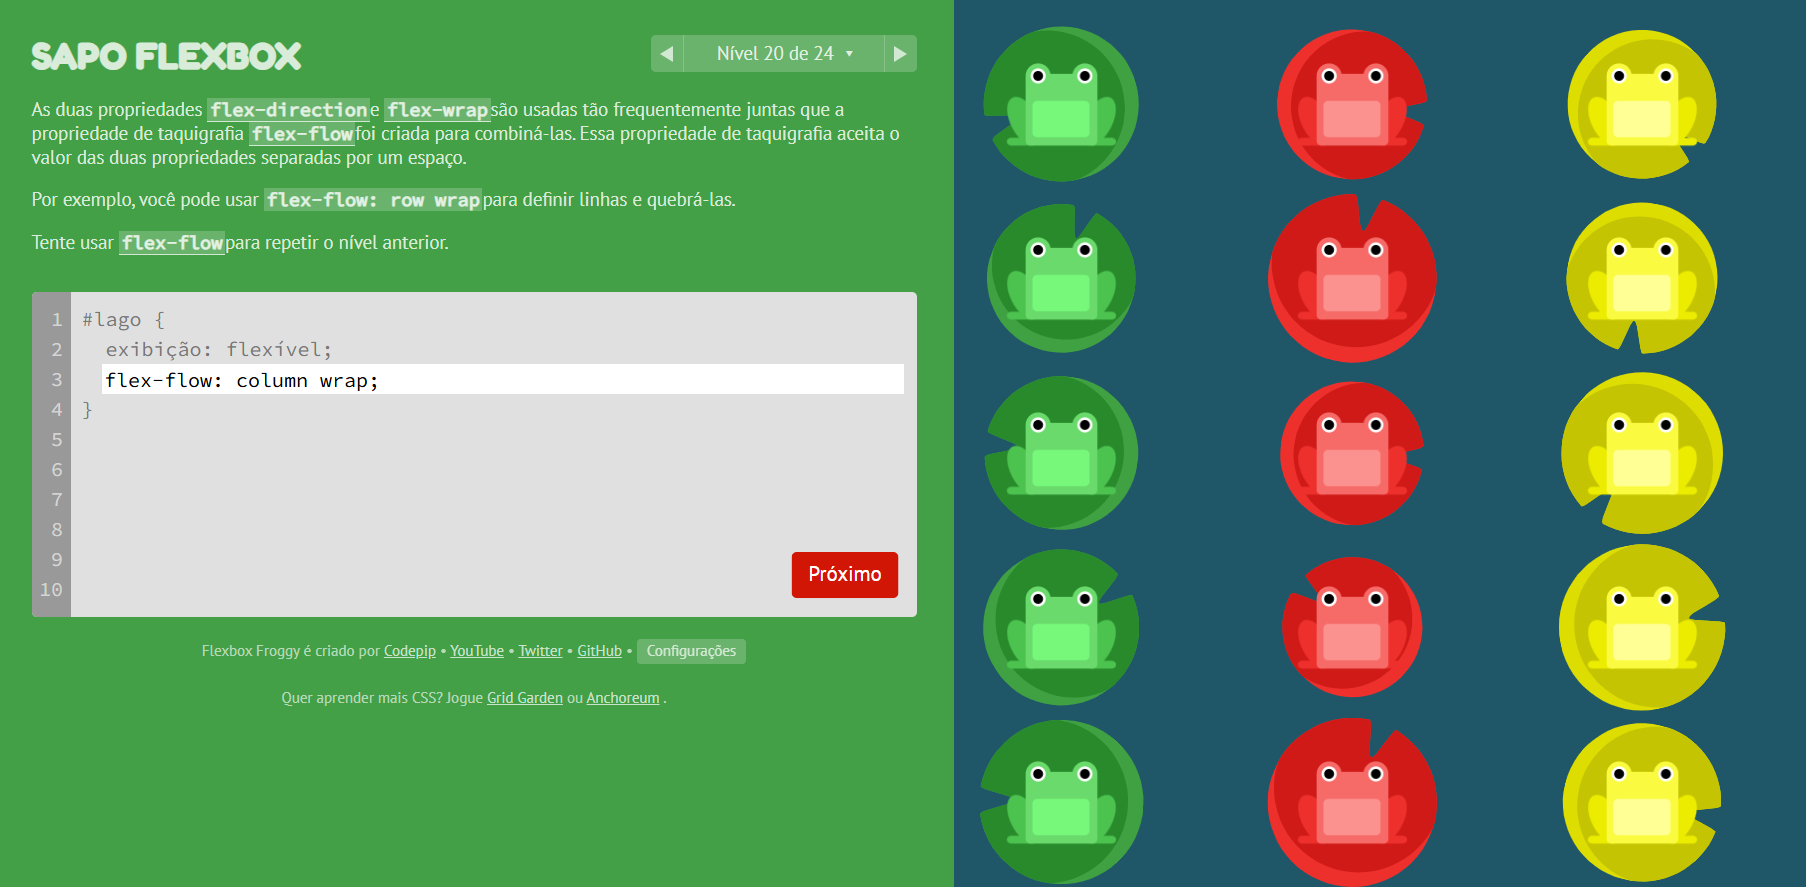 SAPO FLEXBOX
◀ Nível 20 de 24 ▾ ▶
As duas propriedades flex-direction e flex-wrap são usadas tão frequentemente juntas que a
propriedade de taquigrafia flex-flow foi criada para combiná-las. Essa propriedade de taquigrafia aceita o
valor das duas propriedades separadas por um espaço.
Por exemplo, você pode usar flex-flow: row wrap para definir linhas e quebrá-las.
Tente usar flex-flow para repetir o nível anterior.
1 #lago {
2 exibição: flexível;
3 flex-flow: column wrap;
4 }
5
6
7
8
9
10
Próximo
Flexbox Froggy é criado por Codepip • YouTube • Twitter • GitHub • Configurações
Quer aprender mais CSS? Jogue Grid Garden ou Anchoreum .